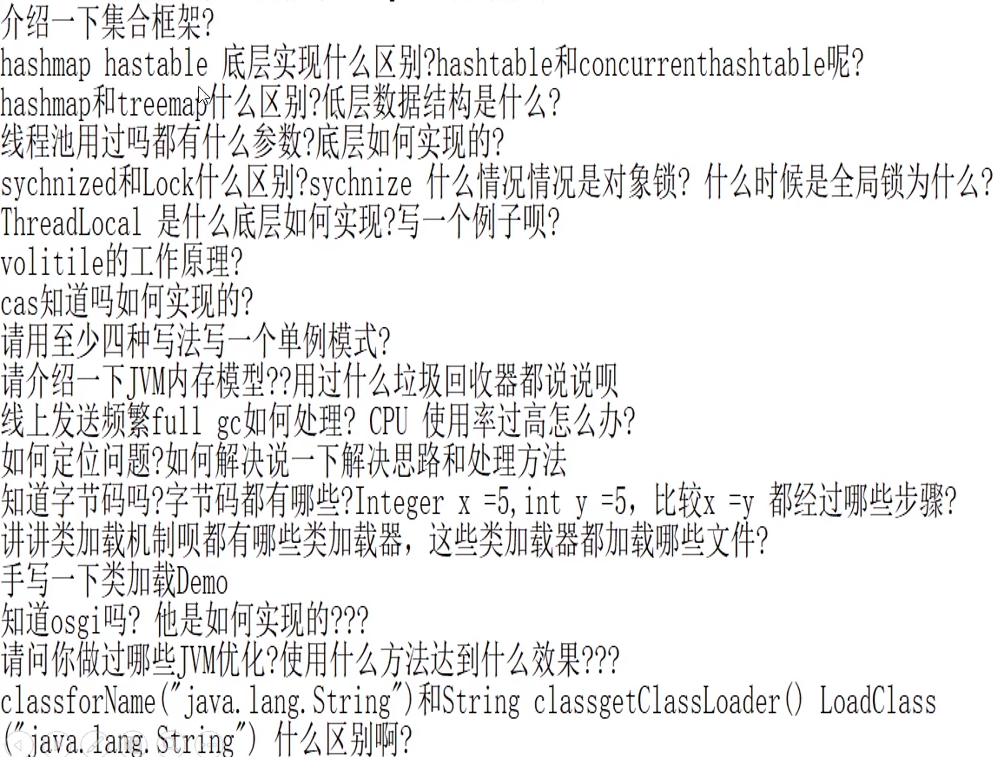 介绍一下集合框架?
hashmap hastable 底层实现什么区别?hashtable和concurrenthashtable呢?
hashmap和treemap什么区别?低层数据结构是什么?
线程池用过吗都有什么参数?底层如何实现的?
sychnized和Lock什么区别?sychnize 什么情况情况是对象锁? 什么时候是全局锁为什么?
ThreadLocal 是什么底层如何实现?写一个例子呗?
volitile的工作原理?
cas知道吗如何实现的?
请用至少四种写法写一个单例模式?
请介绍一下JVM内存模型??用过什么垃圾回收器都说说呗
线上发送频繁full gc如何处理? CPU 使用率过高怎么办?
如何定位问题?如何解决说一下解决思路和处理方法
知道字节码吗?字节码都有哪些?Integer x =5,int y =5，比较x =y 都经过哪些步骤?
讲讲类加载机制呗都有哪些类加载器，这些类加载器都加载哪些文件?
手写一下类加载Demo
知道osgi吗? 他是如何实现的???
请问你做过哪些JVM优化?使用什么方法达到什么效果???
classforName("java.lang.String")和String classgetClassLoader() LoadClass
("java.lang.String") 什么区别啊?